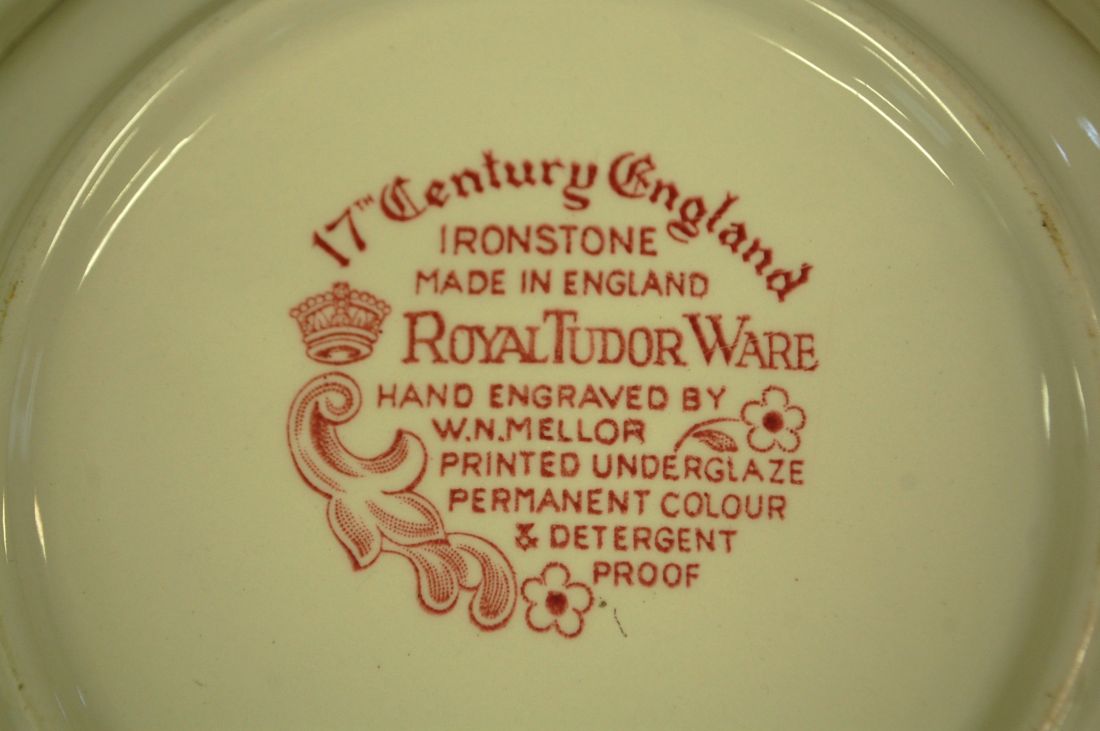 17TH Century England
IRONSTONE
MADE IN ENGLAND
ROYAL TUDOR WARE
HAND ENGRAVED BY
W.N.MELLOR
PRINTED UNDERGLAZE
PERMANENT COLOUR
& DETERGENT
PROOF